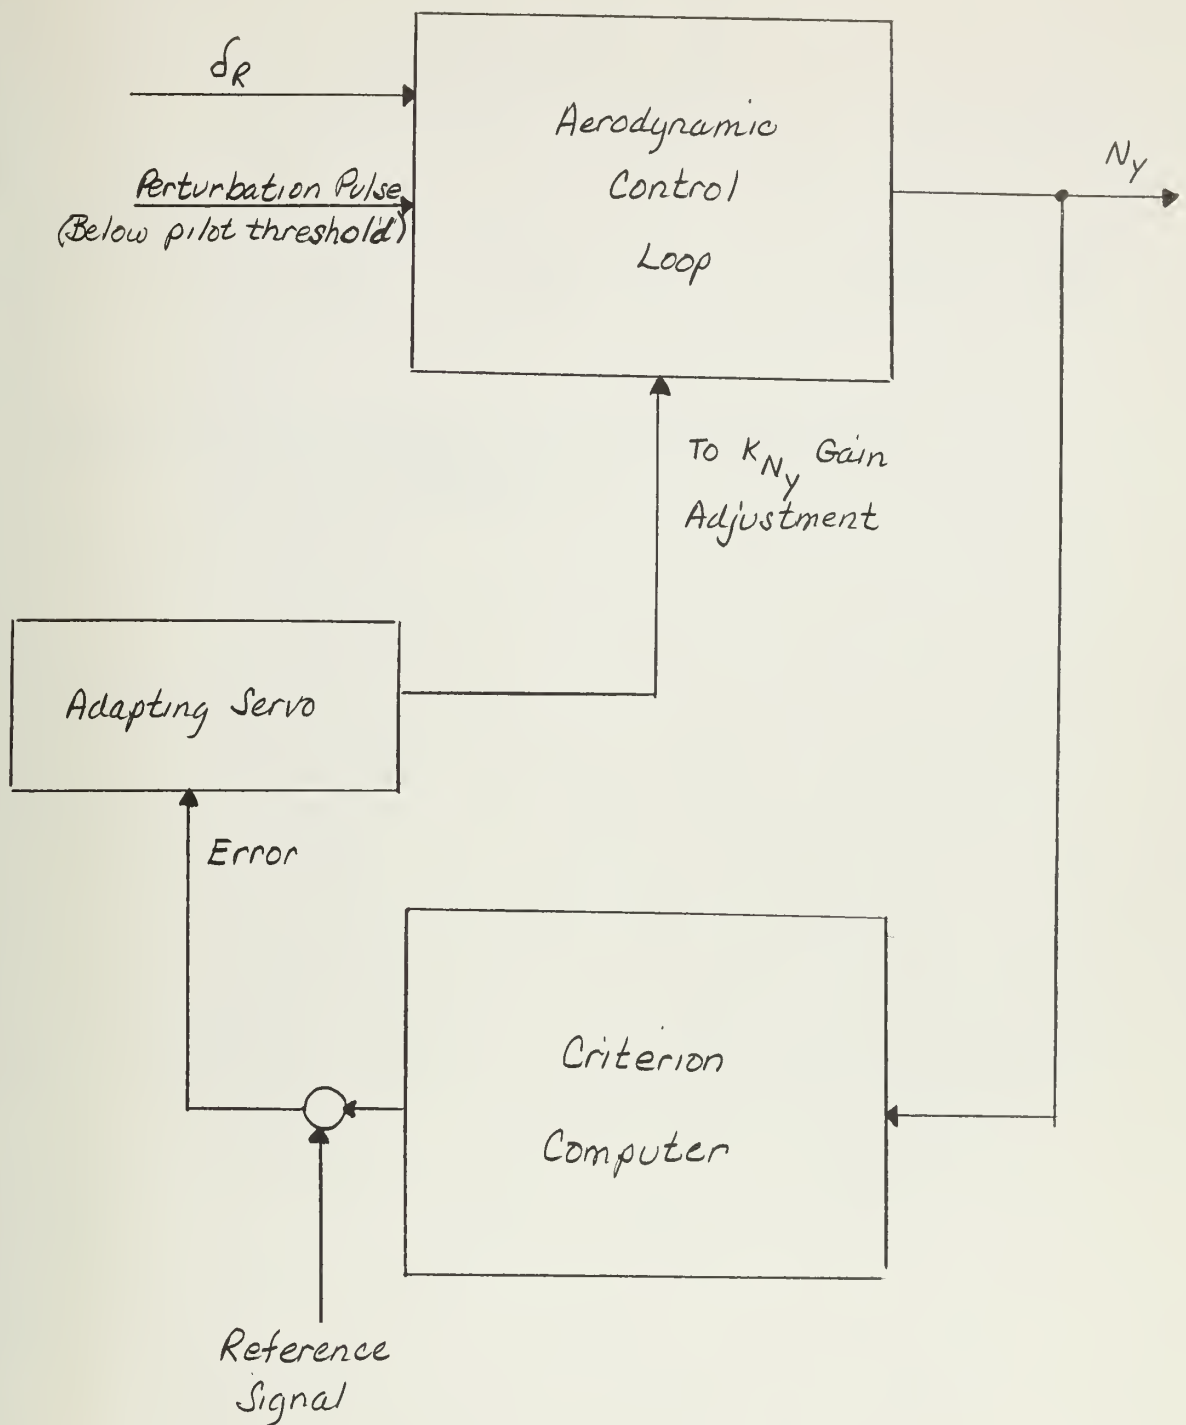 δR
Perturbation Pulse
(Below pilot threshold)
Aerodynamic
Control
Loop
NY
To KNY Gain
Adjustment
Adapting Servo
Error
Criterion
Computer
Reference
Signal